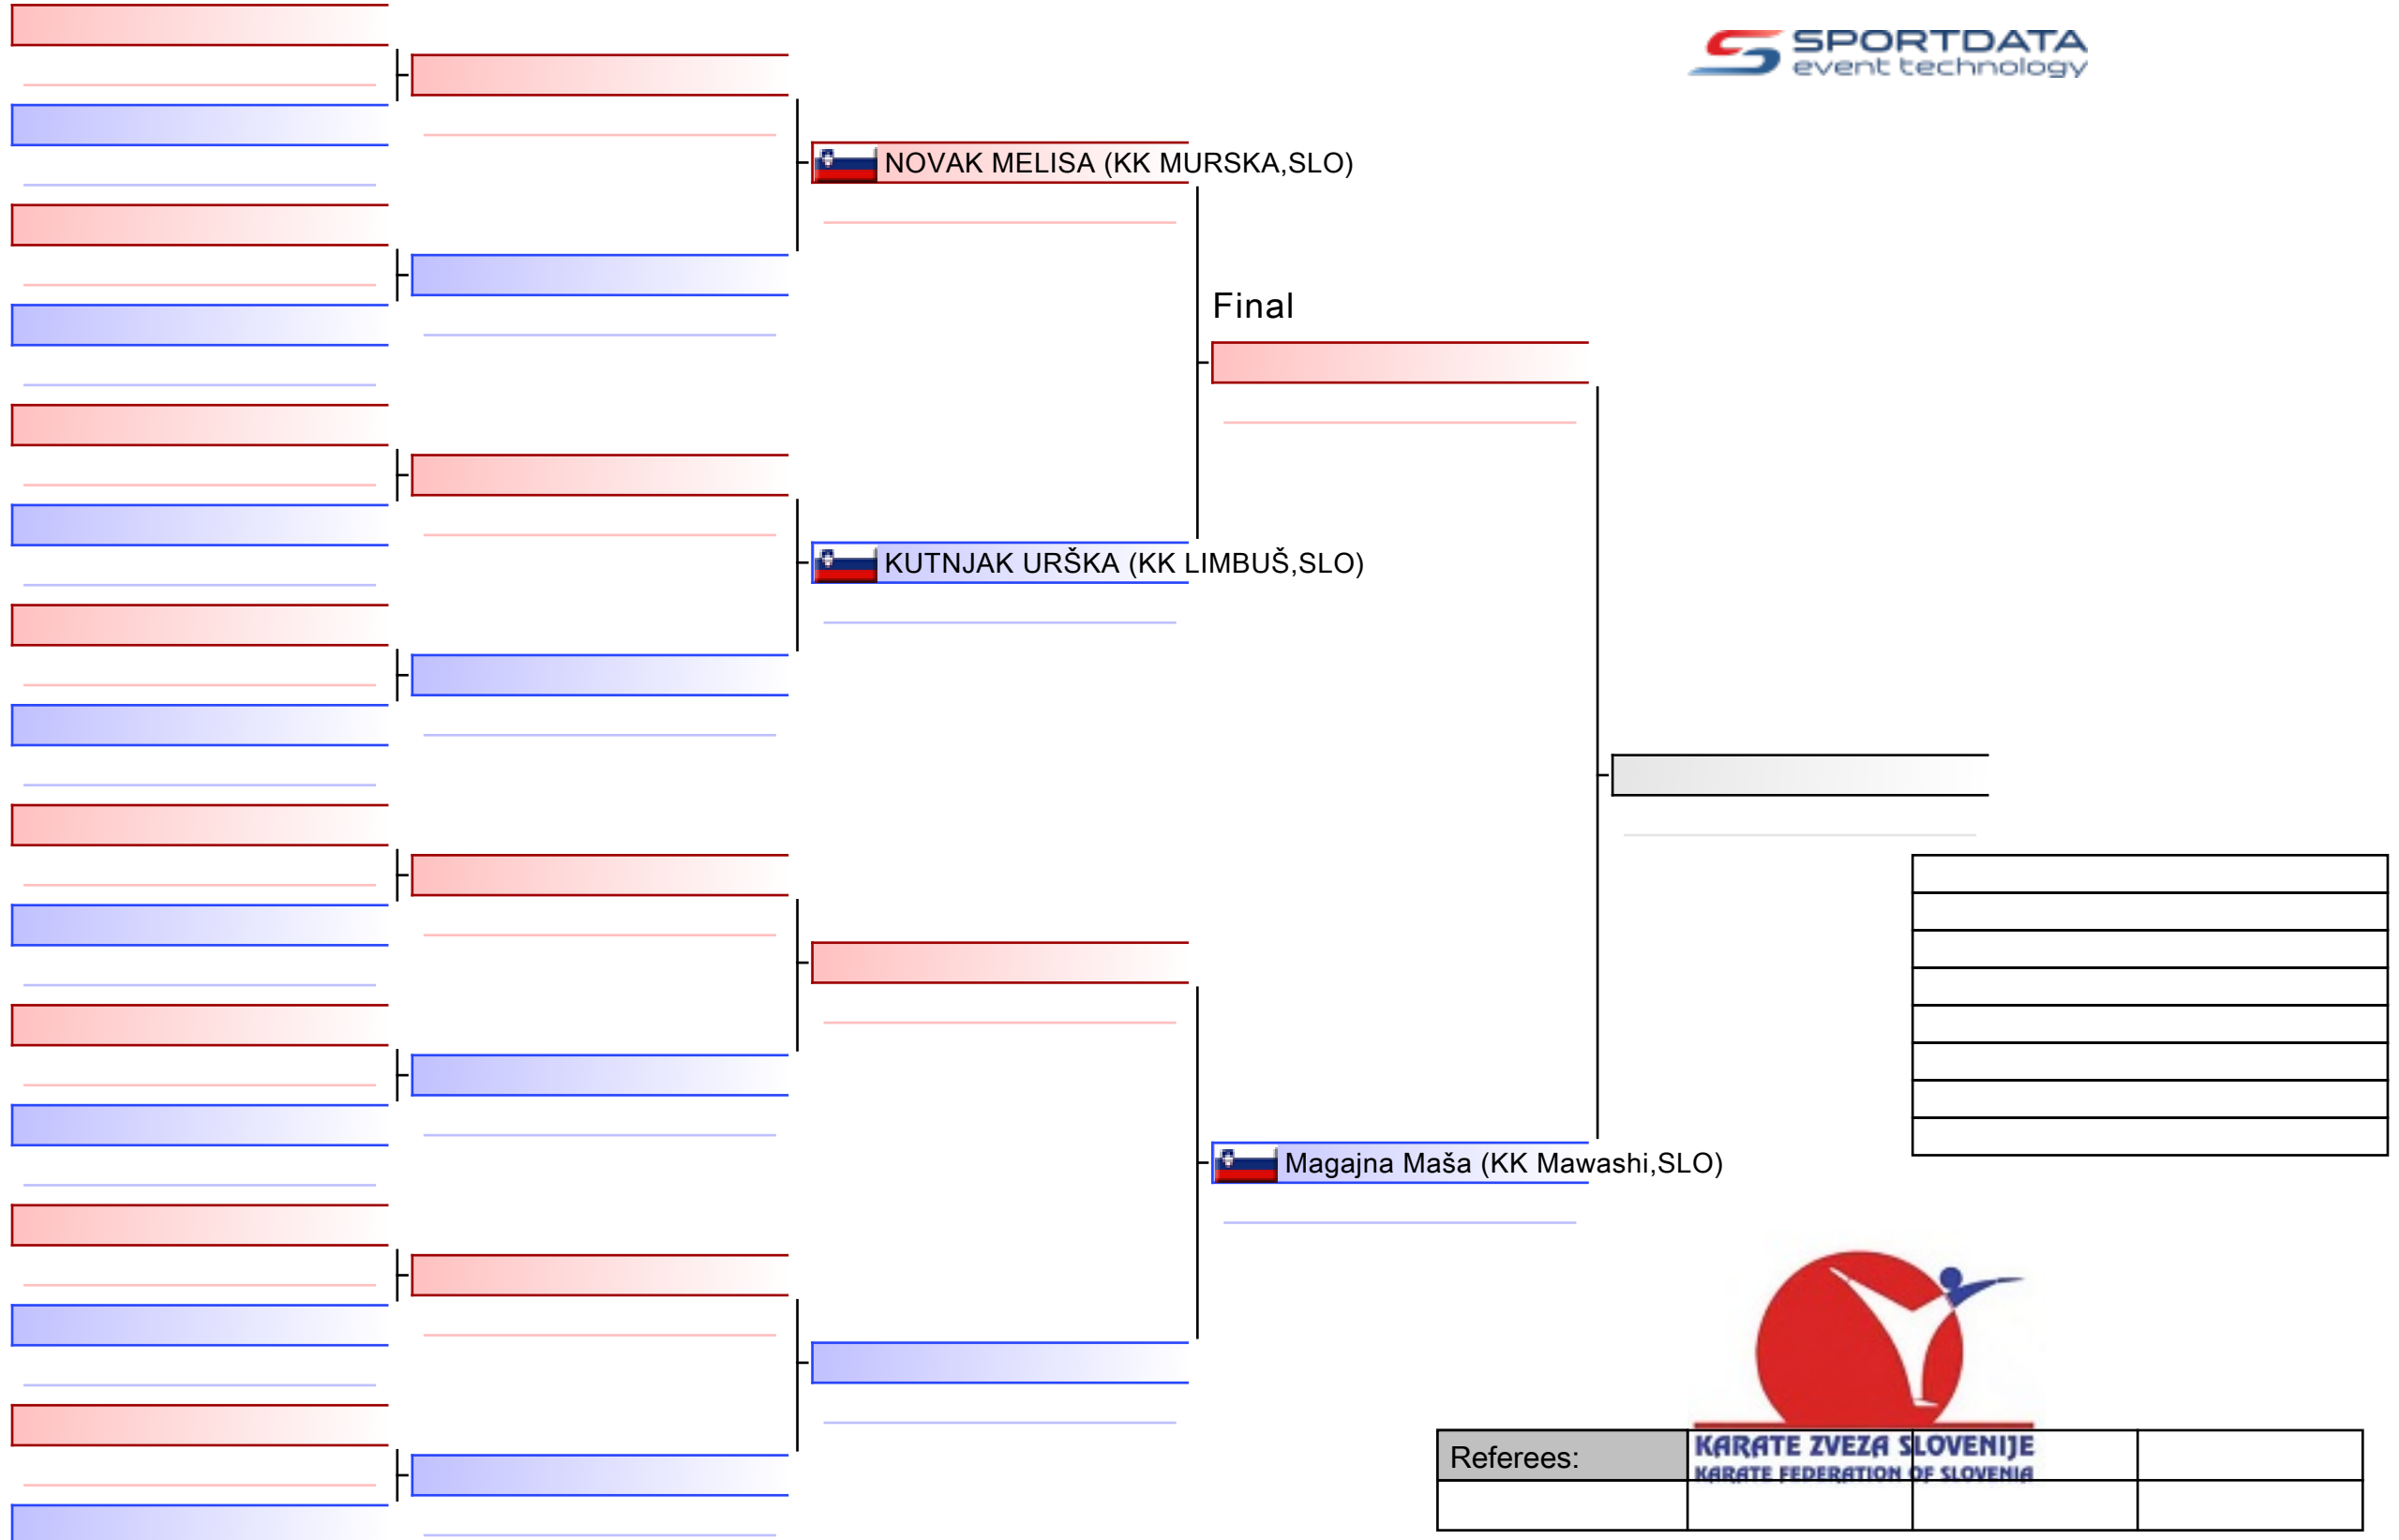 SPORTDATA
event technology
NOVAK MELISA (KK MURSKA,SLO)
Final
KUTNJAK URŠKA (KK LIMBUŠ,SLO)
Magajna Maša (KK Mawashi,SLO)
Referees:
KARATE ZVEZA SLOVENIJE
KARATE FEDERATION OF SLOVENIA